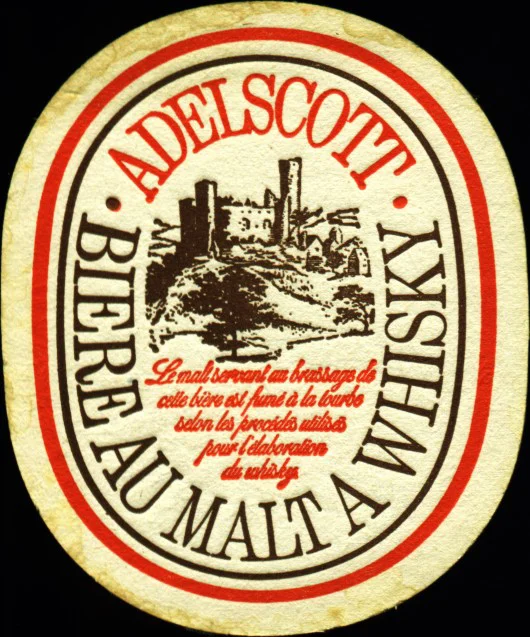 ADELSCOTT
BIERE AU MALT A WHISKY
Le malt servant au brassage de
cette bière est fumé à la tourbe
selon les procédés utilisés
pour l'élaboration
du whisky.